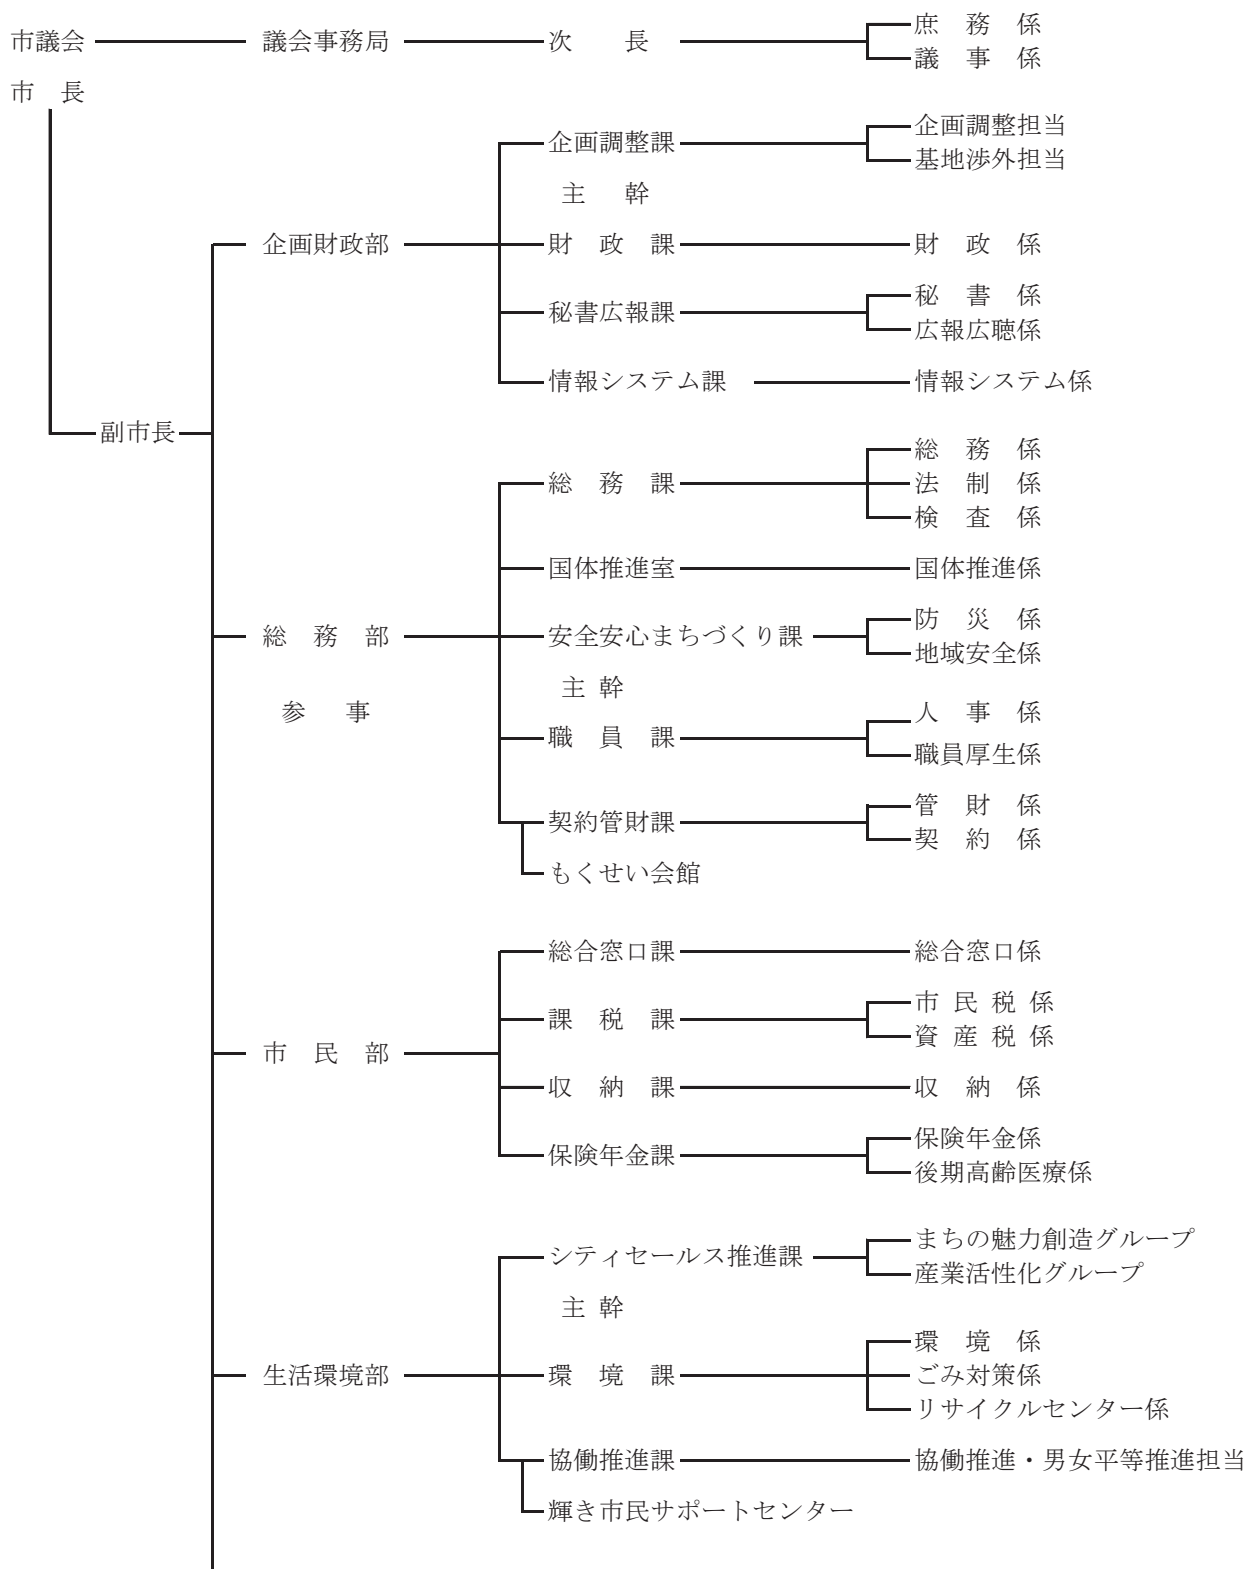 庶　務　係
市議会 議会事務局 次　　長
議　事　係
市　長
企画調整担当
企画調整課
基地渉外担当
主　幹
企画財政部 財　政　課 財　政　係
秘　書　係
秘書広報課
広報広聴係
情報システム課 情報システム係
副市長
総　務　係
総　務　課 法　制　係
検　査　係
国体推進室 国体推進係
防　災　係
総　務　部 安全安心まちづくり課
地域安全係
主 幹
参　事 人　事　係
職　員　課
職員厚生係
管　財　係
契約管財課
契　約　係
もくせい会館
総合窓口課 総合窓口係
市 民 税 係
課　税　課
資 産 税 係
市　民　部
収　納　課 収　納　係
保険年金係
保険年金課
後期高齢医療係
まちの魅力創造グループ
シティセールス推進課
産業活性化グループ
主 幹
環　境　係
生活環境部 環　境　課 ごみ対策係
リサイクルセンター係
協働推進課 協働推進・男女平等推進担当
輝き市民サポートセンター